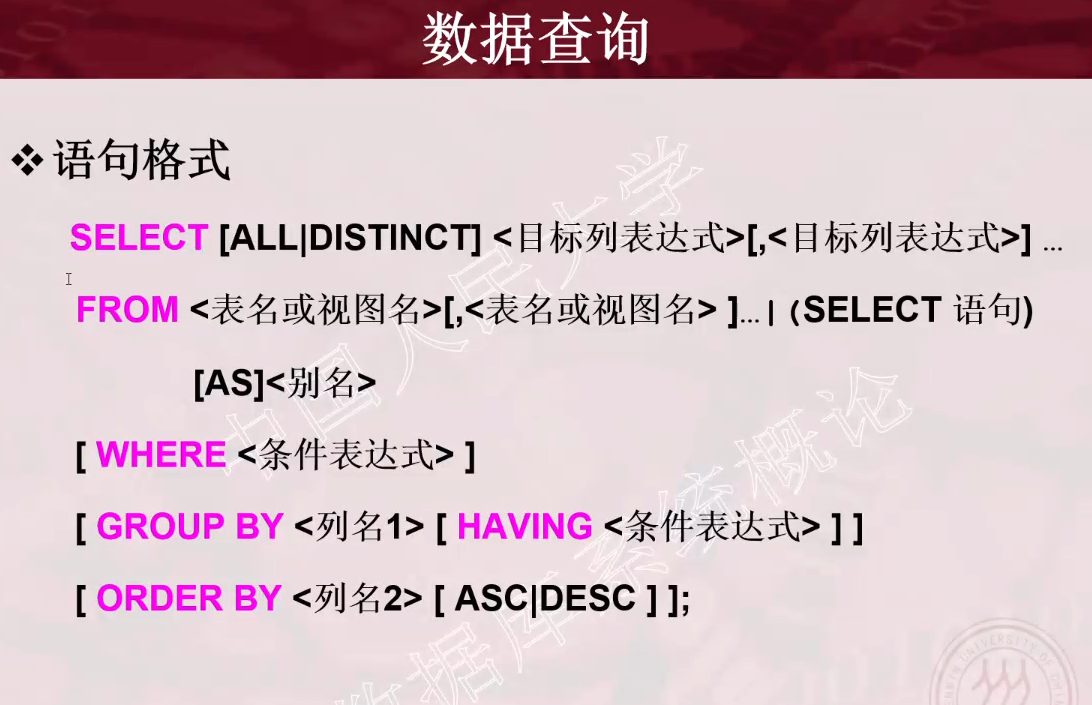 数据查询
❖语句格式
SELECT [ALL|DISTINCT] <目标列表达式>[,<目标列表达式>] …
FROM <表名或视图名>[,<表名或视图名> ]…|(SELECT 语句)
[AS]<别名>
[ WHERE <条件表达式> ]
[ GROUP BY <列名1> [ HAVING <条件表达式> ] ]
[ ORDER BY <列名2> [ ASC|DESC ] ];
中国人民大学
数据库系统概论